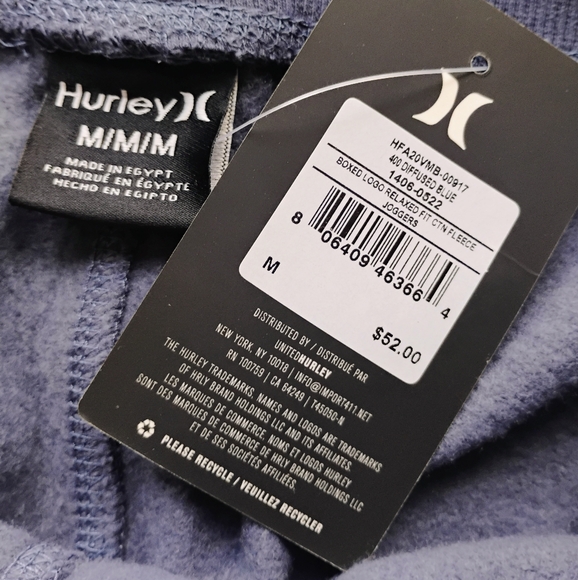 Hurley
M/M/M
MADE IN EGYPT
FABRIQUÉ EN ÉGYPTE
HECHO EN EGIPTO
HFA20VMB-00917
400 DIFFUSED BLUE
1406-0522
BOXED LOGO RELAXED FIT CTN FLEECE
JOGGERS
8 06409 46366 4
M
$52.00
DISTRIBUTED BY / DISTRIBUÉ PAR
UNITEDHURLEY
NEW YORK, NY 10018 | INFO@IMPORT411.NET
RN 100759 | CA 64249 | T45050-N
THE HURLEY TRADEMARKS, NAMES AND LOGOS ARE TRADEMARKS
OF HRLY BRAND HOLDINGS LLC AND ITS AFFILIATES.
LES MARQUES DE COMMERCE, NOMS ET LOGOS HURLEY
SONT DES MARQUES DE COMMERCE DE HRLY BRAND HOLDINGS LLC
ET DE SES SOCIÉTÉS AFFILIÉES.
PLEASE RECYCLE / VEUILLEZ RECYCLER